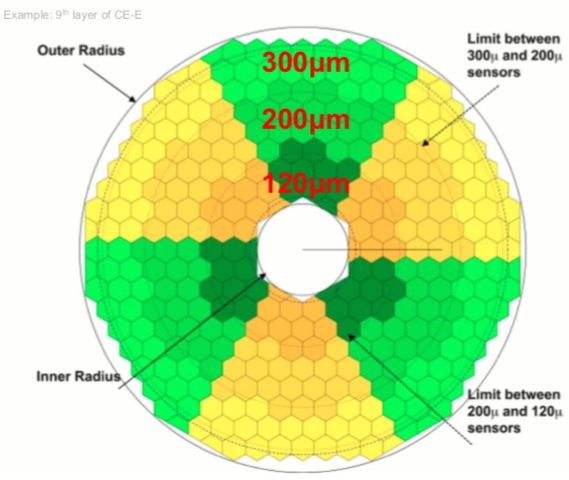 Example: 9th layer of CE-E
Outer Radius
Limit between
300μ and 200μ
sensors
300μm
200μm
120μm
Inner Radius
Limit between
200μ and 120μ
sensors